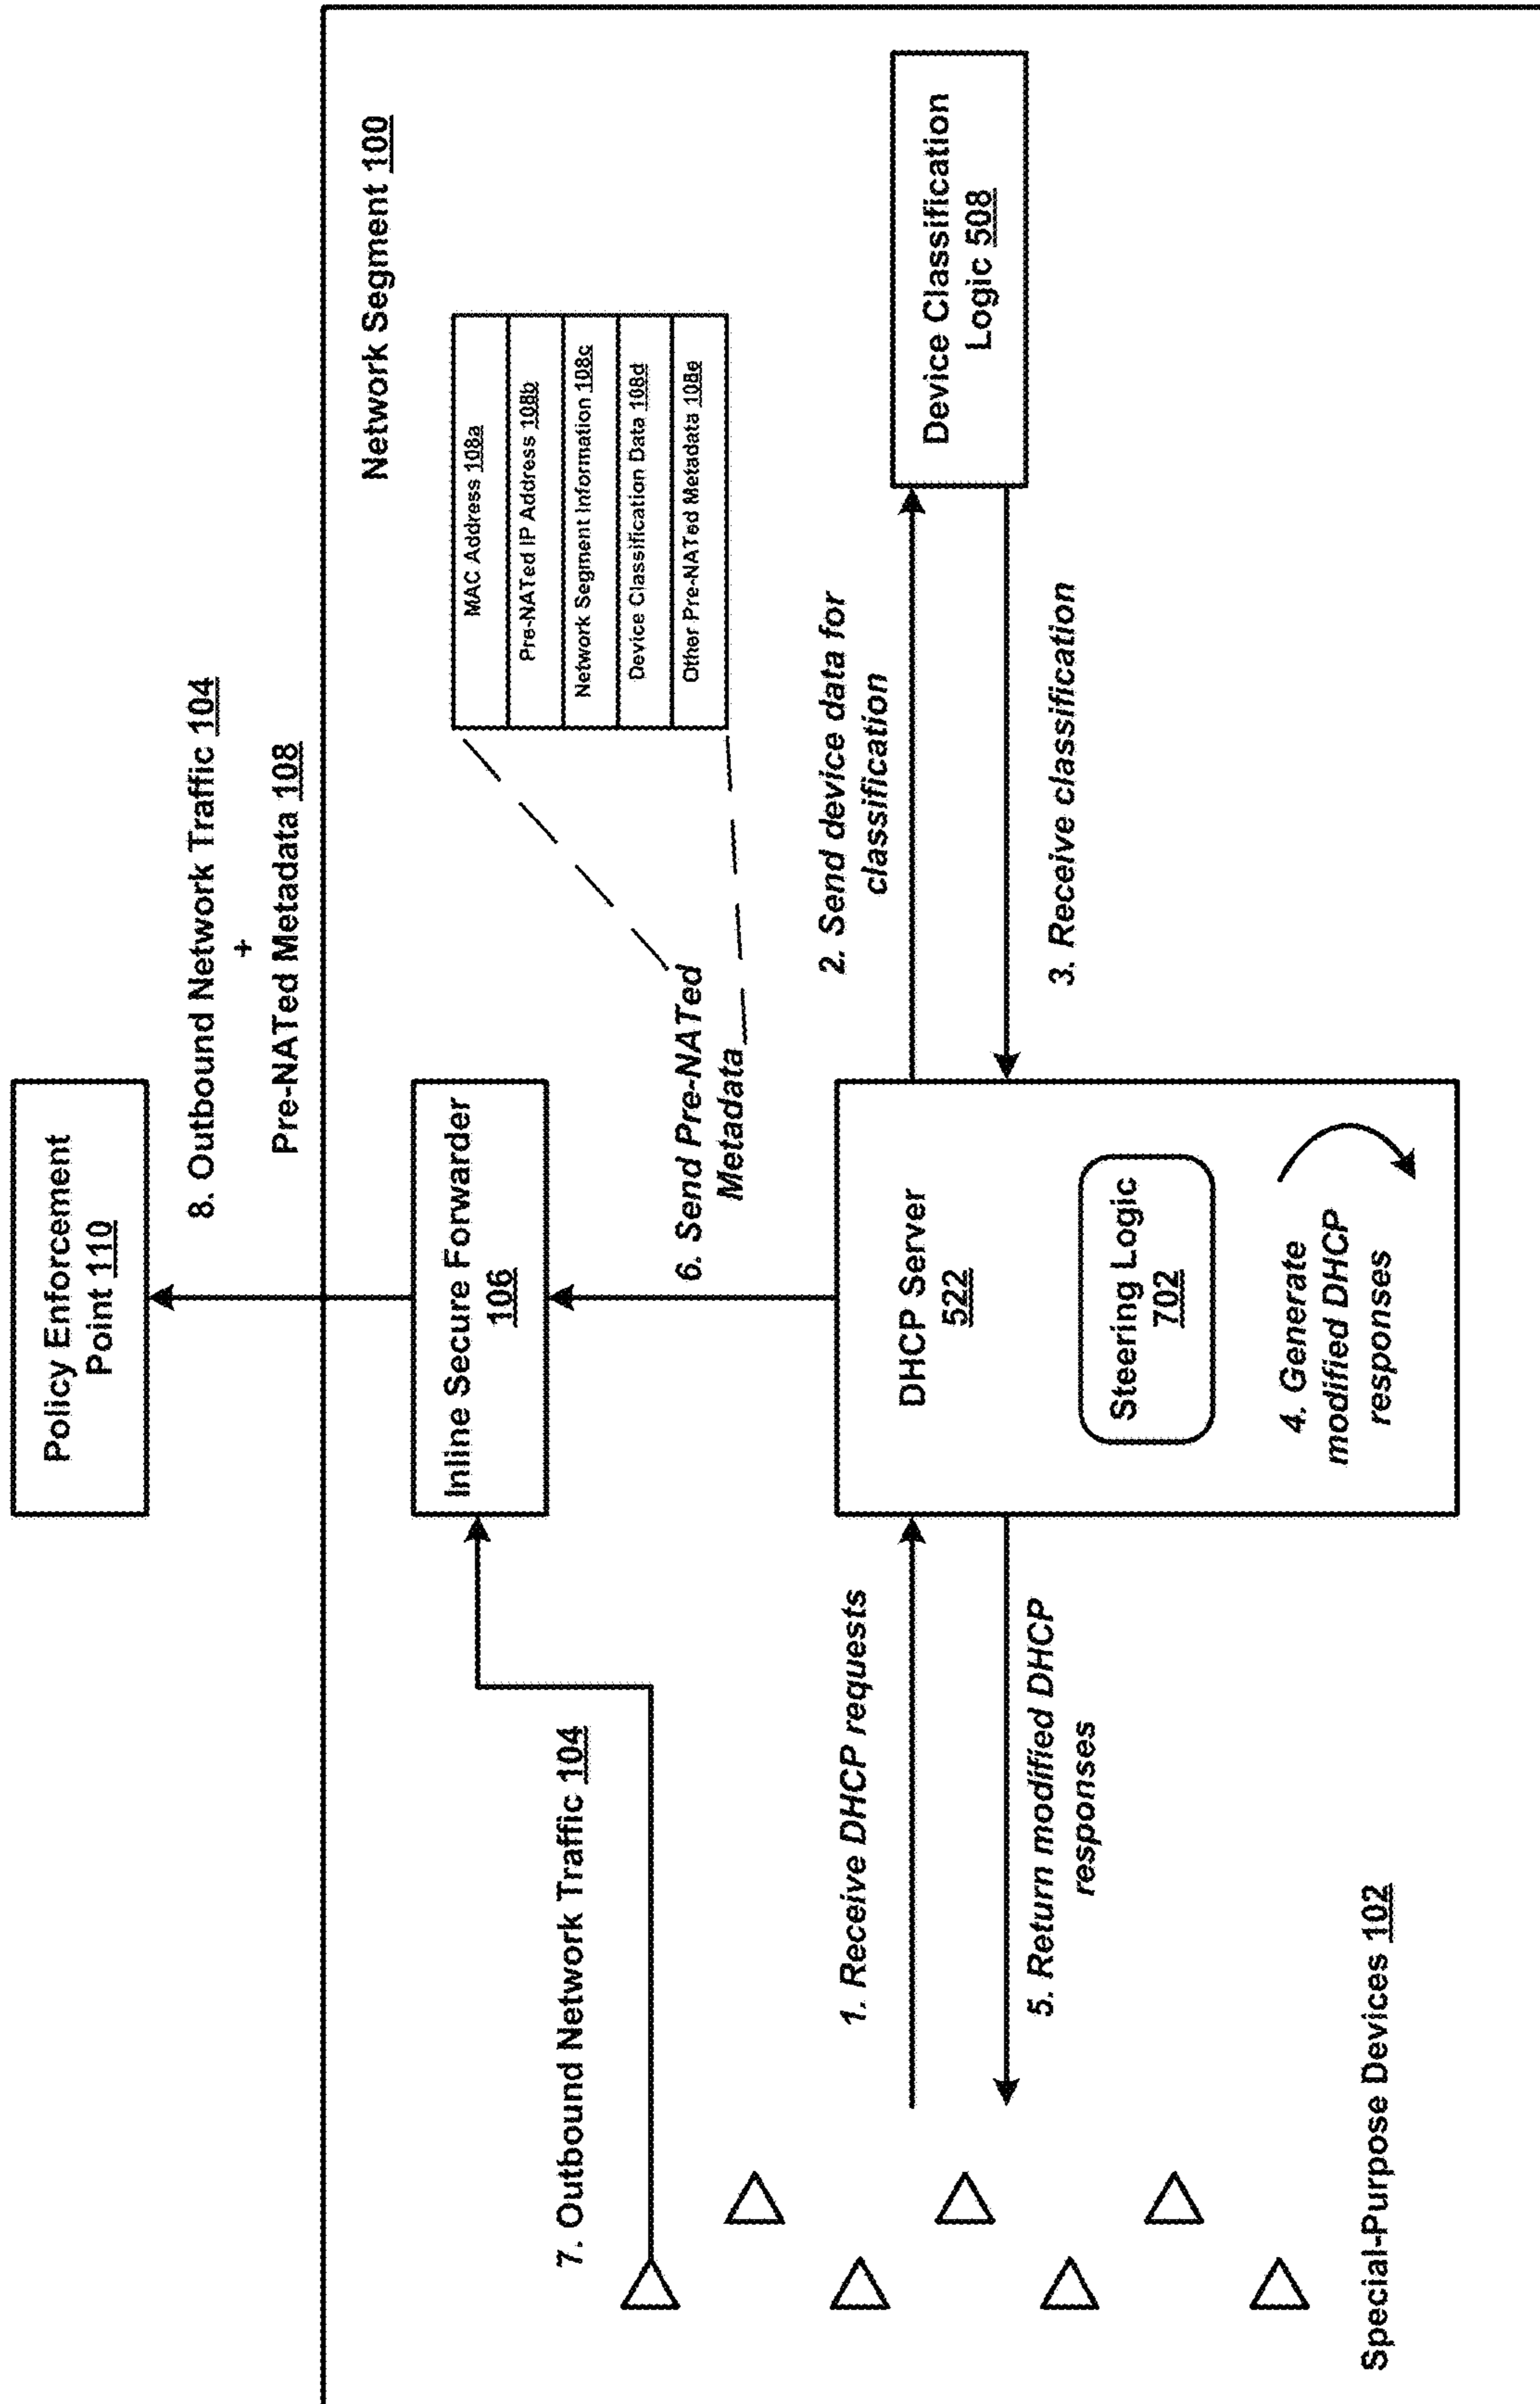 Policy Enforcement
Point 110
8. Outbound Network Traffic 104
+
Pre-NATed Metadata 108
Network Segment 100
7. Outbound Network Traffic 104
Inline Secure Forwarder
106
MAC Address 108a
Pre-NATed IP Address 108b
Network Segment Information 108c
Device Classification Data 108d
Other Pre-NATed Metadata 108e
6. Send Pre-NATed
Metadata
1. Receive DHCP requests
5. Return modified DHCP
responses
DHCP Server
522
Steering Logic
702
4. Generate
modified DHCP
responses
2. Send device data for
classification
3. Receive classification
Device Classification
Logic 508
Special-Purpose Devices 102